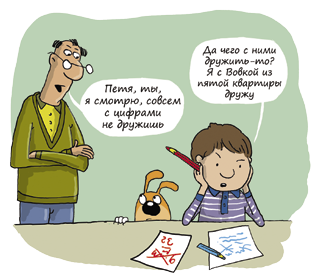 Петя, ты,
я смотрю, совсем
с цифрами
не дружишь
Да чего с ними
дружить-то?
Я с Вовкой из
пятой квартиры
дружу